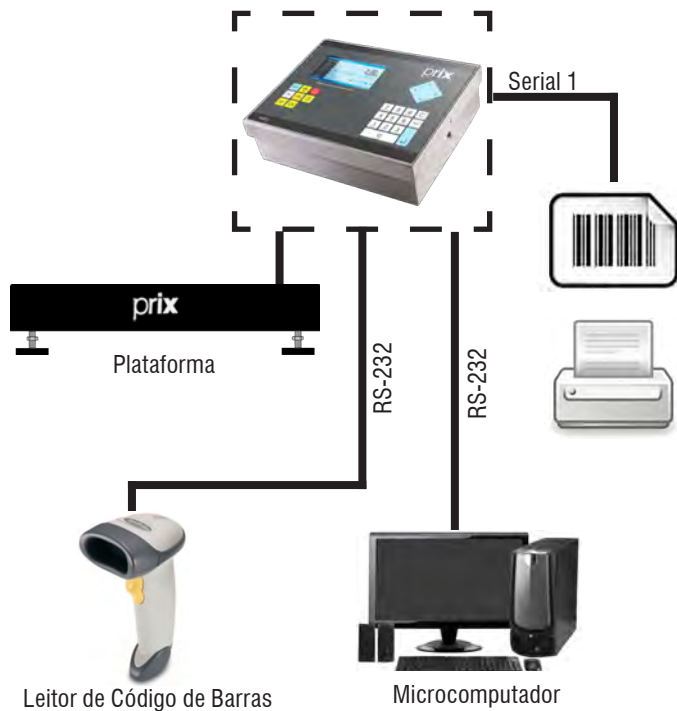 prix
Serial 1
prix
Plataforma
RS-232
RS-232
Leitor de Código de Barras
Microcomputador